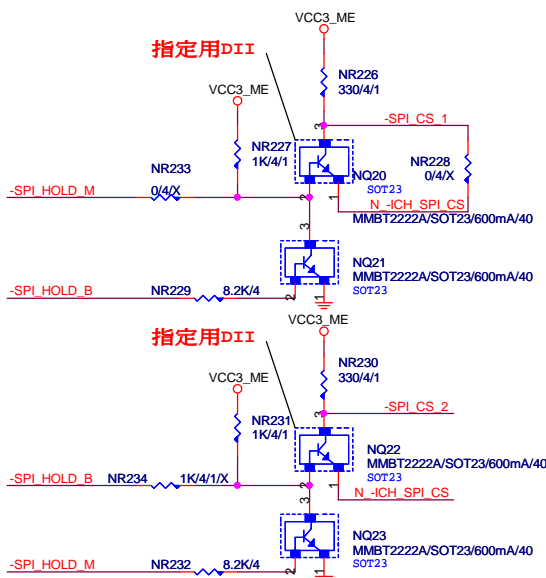 VCC3_ME
指定用DII
NR226
330/4/1
VCC3_ME
3
-SPI_CS_1
NR227
1K/4/1
NR233
0/4/X
NR228
0/4/X
-SPI_HOLD_M
2
1
NQ20
SOT23
N_-ICH_SPI_CS
MMBT2222A/SOT23/600mA/40
3
NQ21
MMBT2222A/SOT23/600mA/40
SOT23
-SPI_HOLD_B
NR229
8.2K/4
2
1
VCC3_ME
指定用DII
NR230
330/4/1
VCC3_ME
3
-SPI_CS_2
NR231
1K/4/1
NQ22
MMBT2222A/SOT23/600mA/40
SOT23
-SPI_HOLD_B
NR234
1K/4/1/X
2
1
N_-ICH_SPI_CS
3
NQ23
MMBT2222A/SOT23/600mA/40
SOT23
-SPI_HOLD_M
NR232
8.2K/4
2
1